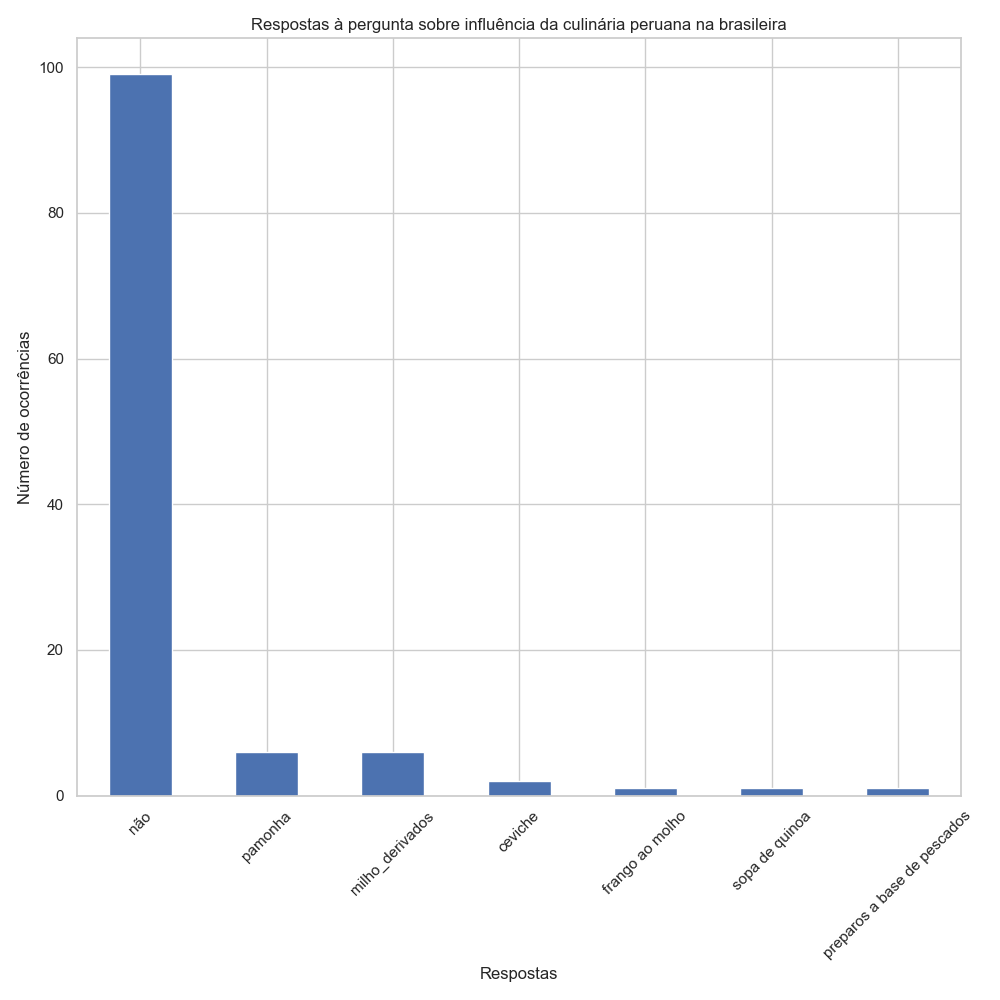 Respostas à pergunta sobre influência da culinária peruana na brasileira
Número de ocorrências
100
80
60
40
20
0
não
pamonha
milho_derivados
ceviche
frango ao molho
sopa de quinoa
preparos a base de pescados
Respostas